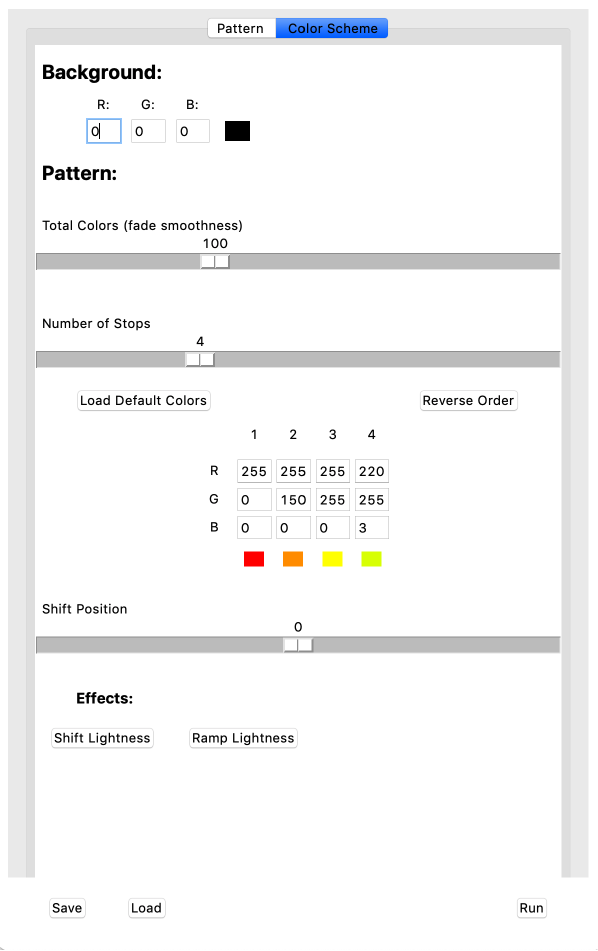 Pattern Color Scheme
Background:
R: G: B:
0 0 0
Pattern:
Total Colors (fade smoothness)
100
Number of Stops
4
Load Default Colors Reverse Order
1 2 3 4
R 255 255 255 220
G 0 150 255 255
B 0 0 0 3
Shift Position
0
Effects:
Shift Lightness Ramp Lightness
Save Load Run